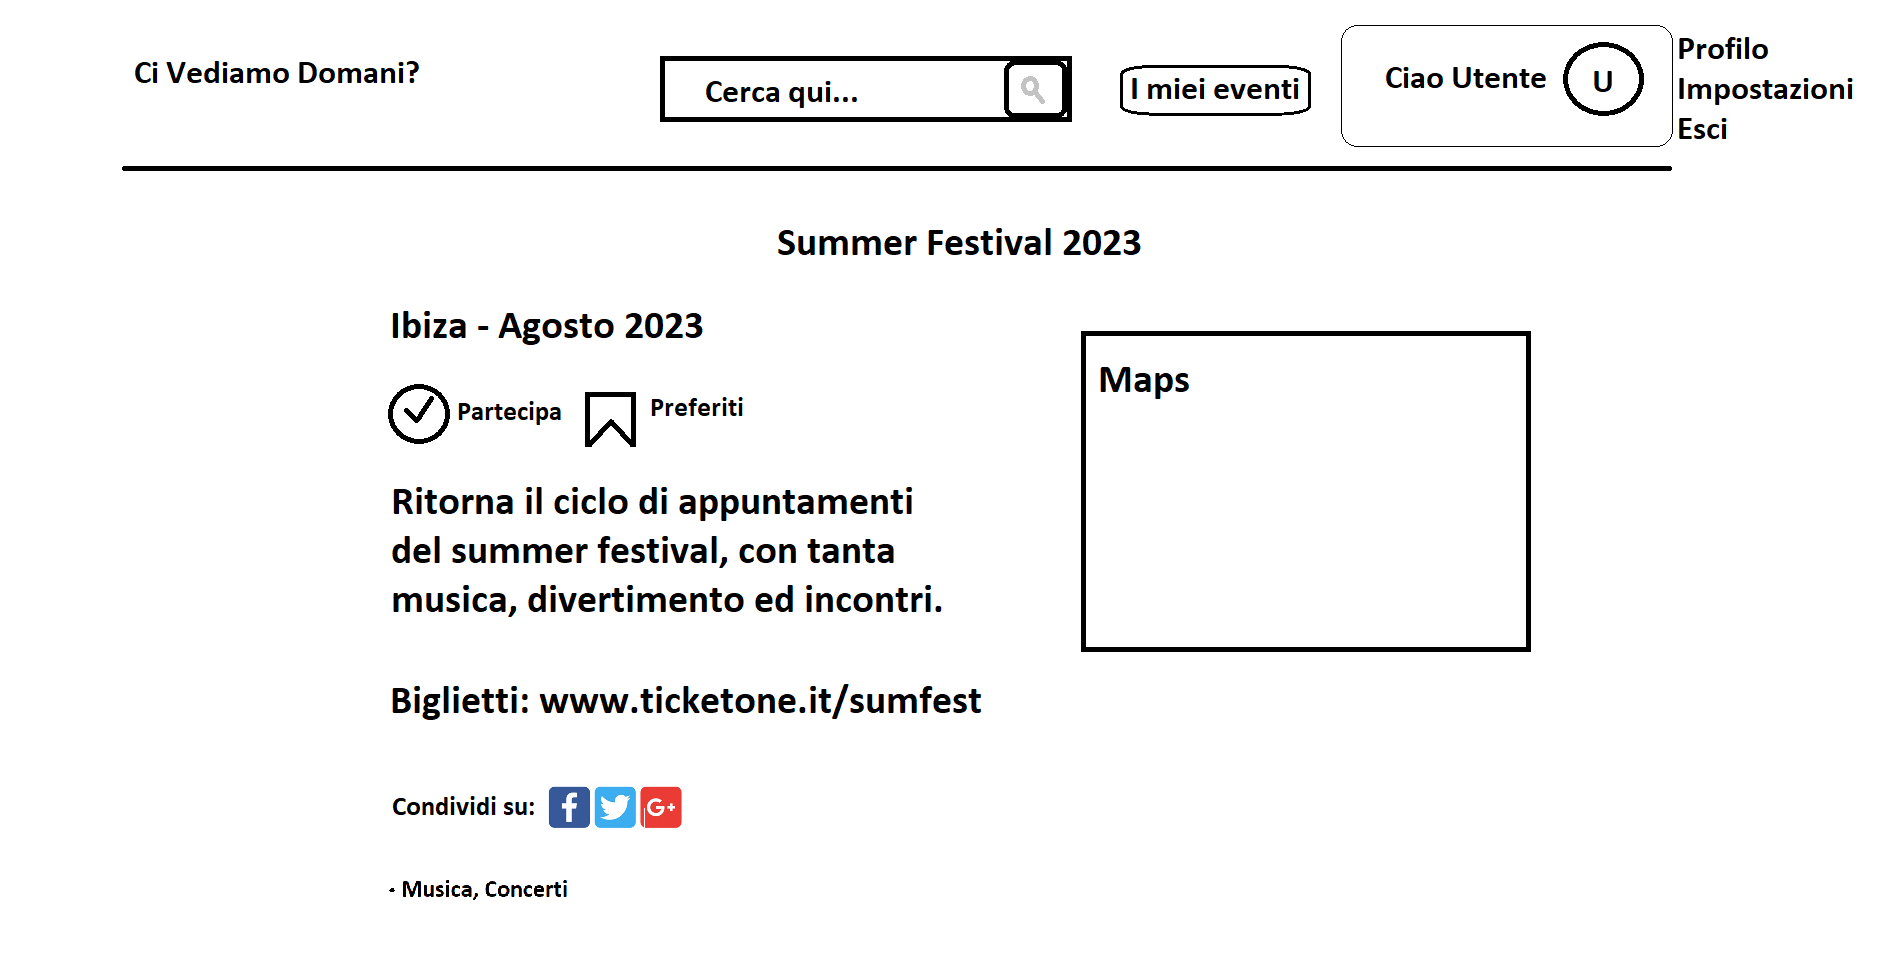 Ci Vediamo Domani?
Cerca qui...
I miei eventi
Ciao Utente
U
Profilo
Impostazioni
Esci
Summer Festival 2023
Ibiza - Agosto 2023
Partecipa
Preferiti
Maps
Ritorna il ciclo di appuntamenti
del summer festival, con tanta
musica, divertimento ed incontri.
Biglietti: www.ticketone.it/sumfest
Condividi su:
f
G+
- Musica, Concerti